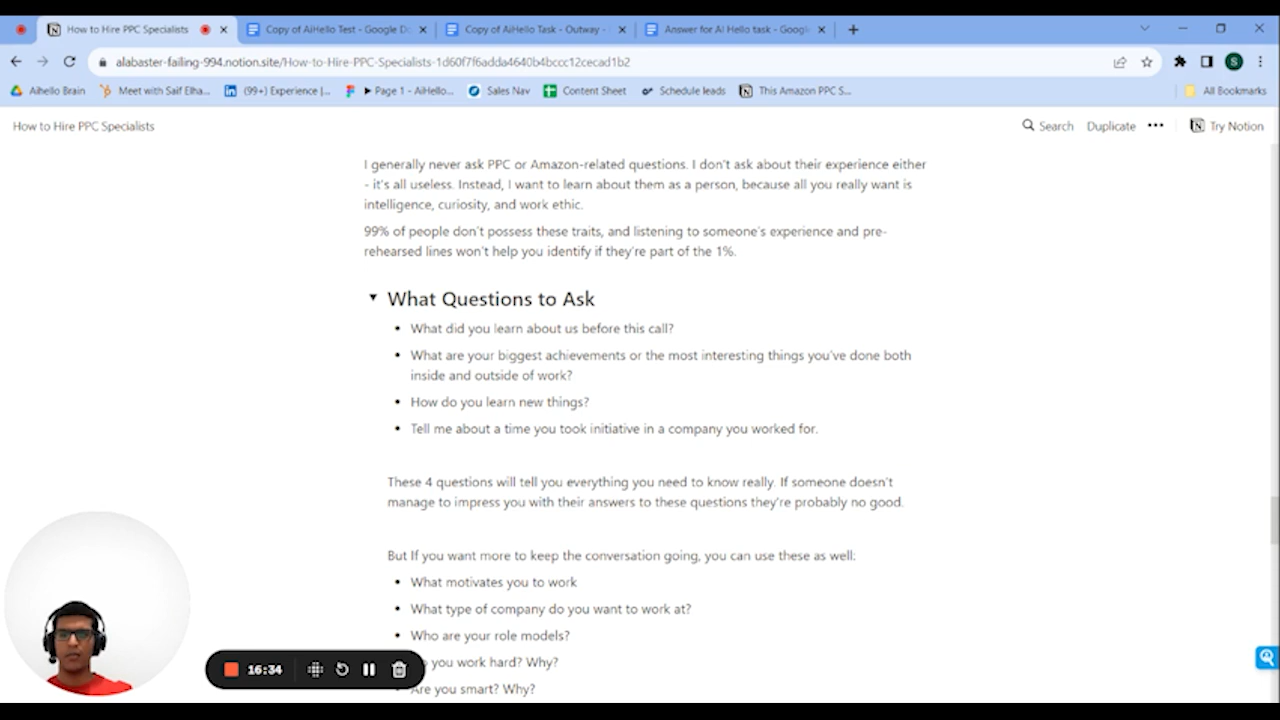 How to Hire PPC Specialists
Copy of AiHello Test - Google Do
Copy of AiHello Task - Outway -
Answer for Ai Hello task - Googl
alabaster-failing-994.notion.site/How-to-Hire-PPC-Specialists-1d60f7f6adda4640b4bccc12cecad1b2
S
Aihello Brain
Meet with Saif Elha...
(99+) Experience |...
► Page 1 - AiHello...
Sales Nav
Content Sheet
Schedule leads
This Amazon PPC S...
All Bookmarks
How to Hire PPC Specialists
Search
Duplicate
•••
Try Notion
I generally never ask PPC or Amazon-related questions. I don't ask about their experience either
- it's all useless. Instead, I want to learn about them as a person, because all you really want is
intelligence, curiosity, and work ethic.
99% of people don't possess these traits, and listening to someone's experience and pre-
rehearsed lines won't help you identify if they're part of the 1%.
What Questions to Ask
• What did you learn about us before this call?
• What are your biggest achievements or the most interesting things you've done both
inside and outside of work?
• How do you learn new things?
• Tell me about a time you took initiative in a company you worked for.
These 4 questions will tell you everything you need to know really. If someone doesn't
manage to impress you with their answers to these questions they're probably no good.
But If you want more to keep the conversation going, you can use these as well:
• What motivates you to work
• What type of company do you want to work at?
• Who are your role models?
you work hard? Why?
Are you smart? Why?
16:34